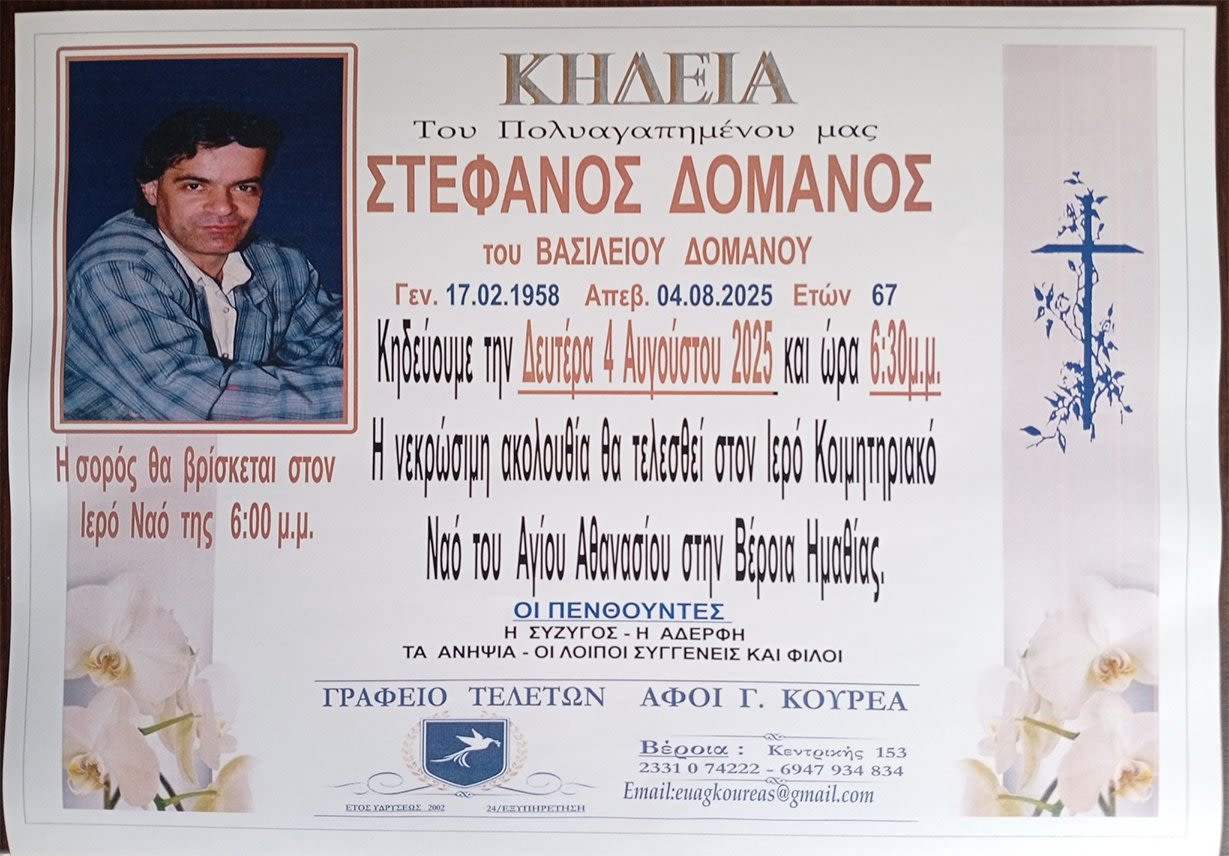 ΚΗΔΕΙΑ
Του Πολυαγαπημένου μας
ΣΤΕΦΑΝΟΣ ΔΟΜΑΝΟΣ
του ΒΑΣΙΛΕΙΟΥ ΔΟΜΑΝΟΥ
Γεν. 17.02.1958 Απεβ. 04.08.2025 Ετών 67
Κηδεύουμε την Δευτέρα 4 Αυγούστου 2025 και ώρα 6:30μ.μ.
Η νεκρώσιμη ακολουθία θα τελεσθεί στον Ιερό Κοιμητηριακό
Ναό του Αγίου Αθανασίου στην Βέροια Ημαθίας.
Η σορός θα βρίσκεται στον
Ιερό Ναό της 6:00 μ.μ.
ΟΙ ΠΕΝΘΟΥΝΤΕΣ
Η ΣΥΖΥΓΟΣ - Η ΑΔΕΡΦΗ
ΤΑ ΑΝΗΨΙΑ - ΟΙ ΛΟΙΠΟΙ ΣΥΓΓΕΝΕΙΣ ΚΑΙ ΦΙΛΟΙ
ΓΡΑΦΕΙΟ ΤΕΛΕΤΩΝ ΑΦΟΙ Γ. ΚΟΥΡΕΑ
Βέροια : Κεντρικής 153
2331 0 74222 - 6947 934 834
Email:euagkoureas@gmail.com
ΕΤΟΣ ΥΔΡΥΣΕΩΣ 2002 24/ΕΞΥΠΗΡΕΤΗΣΗ